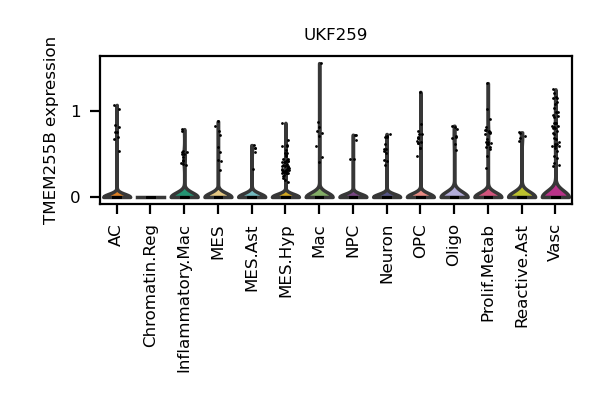 UKF259
TMEM255B expression
1
0
AC
Chromatin.Reg
Inflammatory.Mac
MES
MES.Ast
MES.Hyp
Mac
NPC
Neuron
OPC
Oligo
Prolif.Metab
Reactive.Ast
Vasc